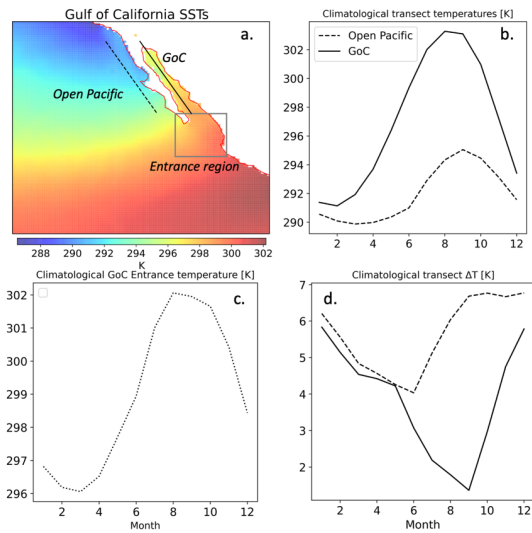 Gulf of California SSTs
a.
GoC
Open Pacific
Entrance region
288 290 292 294 296 298 300 302
K
Climatological transect temperatures [K]
b.
Open Pacific
GoC
302
300
298
296
294
292
290
2 4 6 8 10 12
Climatological GoC Entrance temperature [K]
c.
302
301
300
299
298
297
296
2 4 6 8 10 12
Month
Climatological transect ΔT [K]
d.
7
6
5
4
3
2
2 4 6 8 10 12
Month